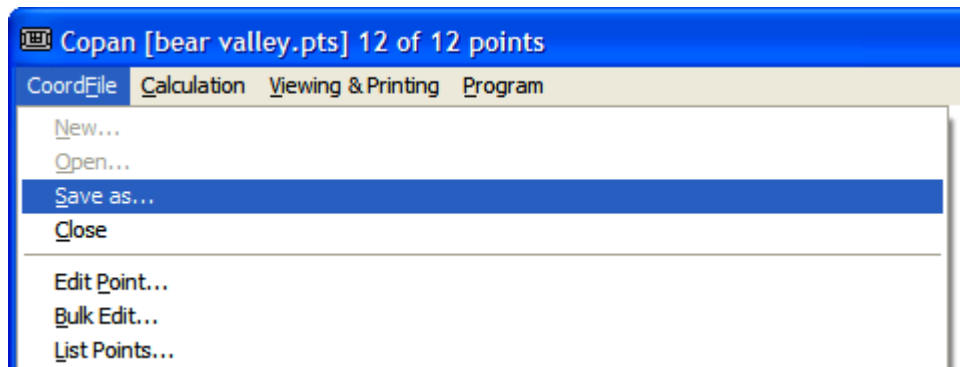 Copan [bear valley.pts] 12 of 12 points
CoordFile Calculation Viewing & Printing Program
New...
Open...
Save as...
Close
Edit Point...
Bulk Edit...
List Points...